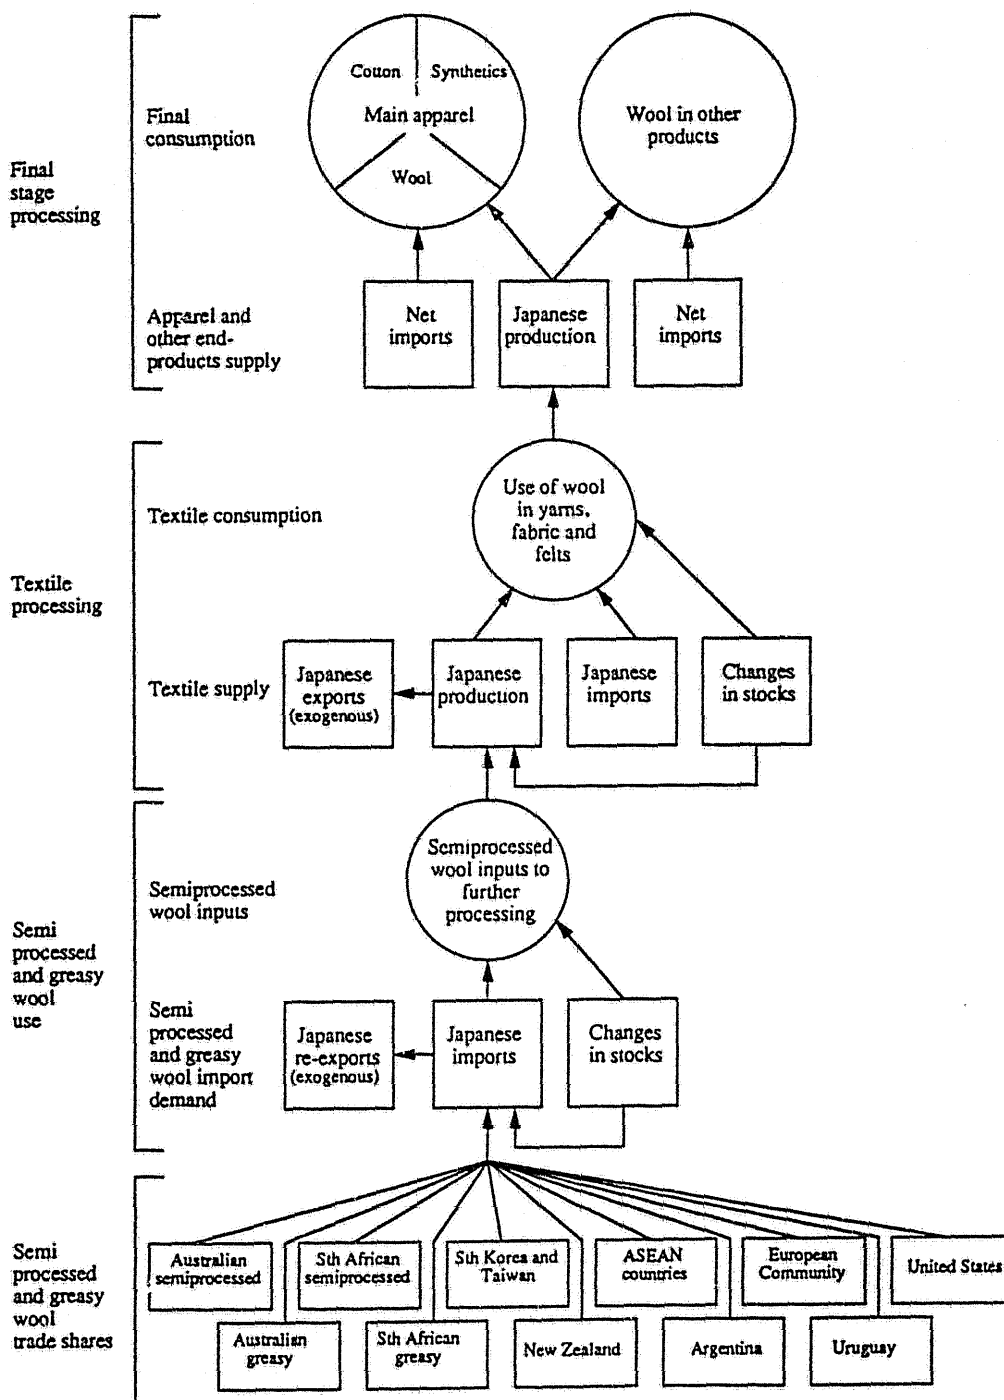 Final
stage
processing
Final
consumption
Cotton
Synthetics
Main apparel
Wool
Wool in other
products
Apparel and
other end-
products supply
Net
imports
Japanese
production
Net
imports
Textile
processing
Textile consumption
Use of wool
in yarns,
fabric and
felts
Textile supply
Japanese
exports
(exogenous)
Japanese
production
Japanese
imports
Changes
in stocks
Semi
processed
and greasy
wool
use
Semiprocessed
wool inputs
Semiprocessed
wool inputs to
further
processing
Semi
processed
and greasy
wool import
demand
Japanese
re-exports
(exogenous)
Japanese
imports
Changes
in stocks
Semi
processed
and greasy
wool
trade shares
Australian
semiprocessed
Sth African
semiprocessed
Sth Korea and
Taiwan
ASEAN
countries
European
Community
United States
Australian
greasy
Sth African
greasy
New Zealand
Argentina
Uruguay